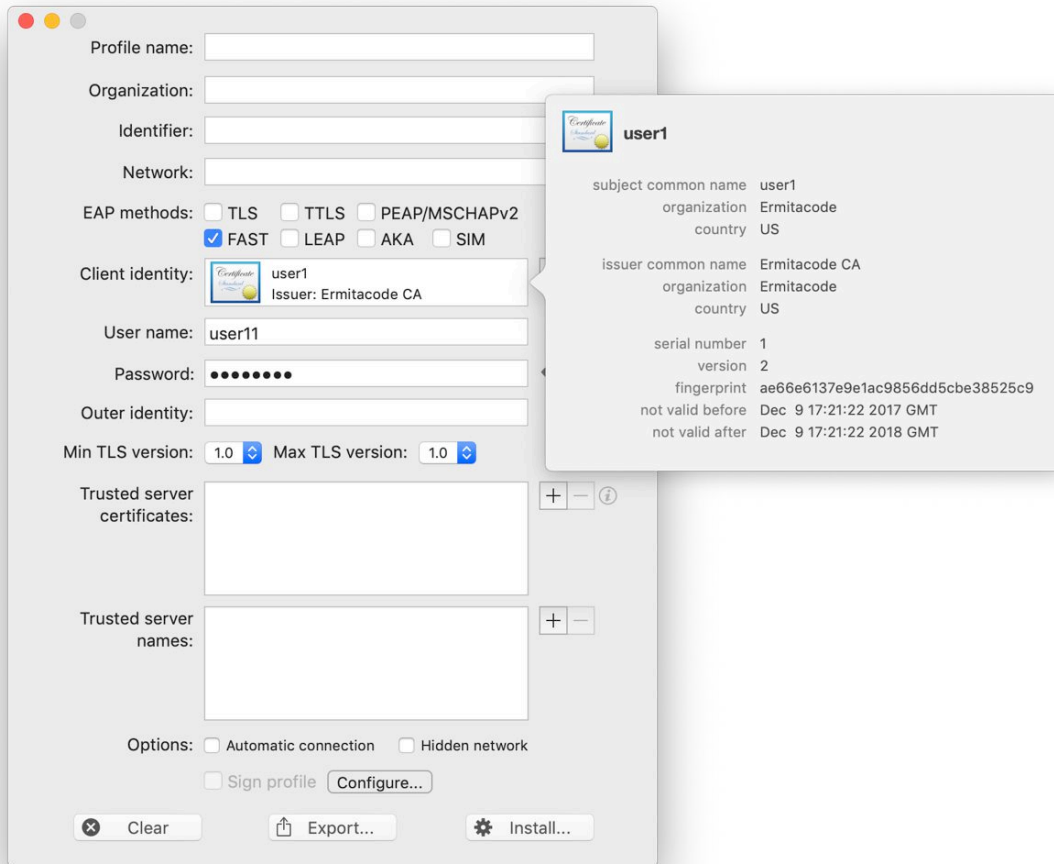 Profile name:
Organization:
Identifier:
Network:
EAP methods: TLS TTLS PEAP/MSCHAPv2
FAST LEAP AKA SIM
Client identity:
Certificate
Standard
user1
Issuer: Ermitacode CA
User name: user11
Password: ●●●●●●●●
Outer identity:
Min TLS version: 1.0 Max TLS version: 1.0
Trusted server
certificates:
Trusted server
names:
Options: Automatic connection Hidden network
Sign profile Configure...
Clear Export... Install...
Certificate
Standard
user1
subject common name user1
organization Ermitacode
country US
issuer common name Ermitacode CA
organization Ermitacode
country US
serial number 1
version 2
fingerprint ae66e6137e9e1ac9856dd5cbe38525c9
not valid before Dec 9 17:21:22 2017 GMT
not valid after Dec 9 17:21:22 2018 GMT